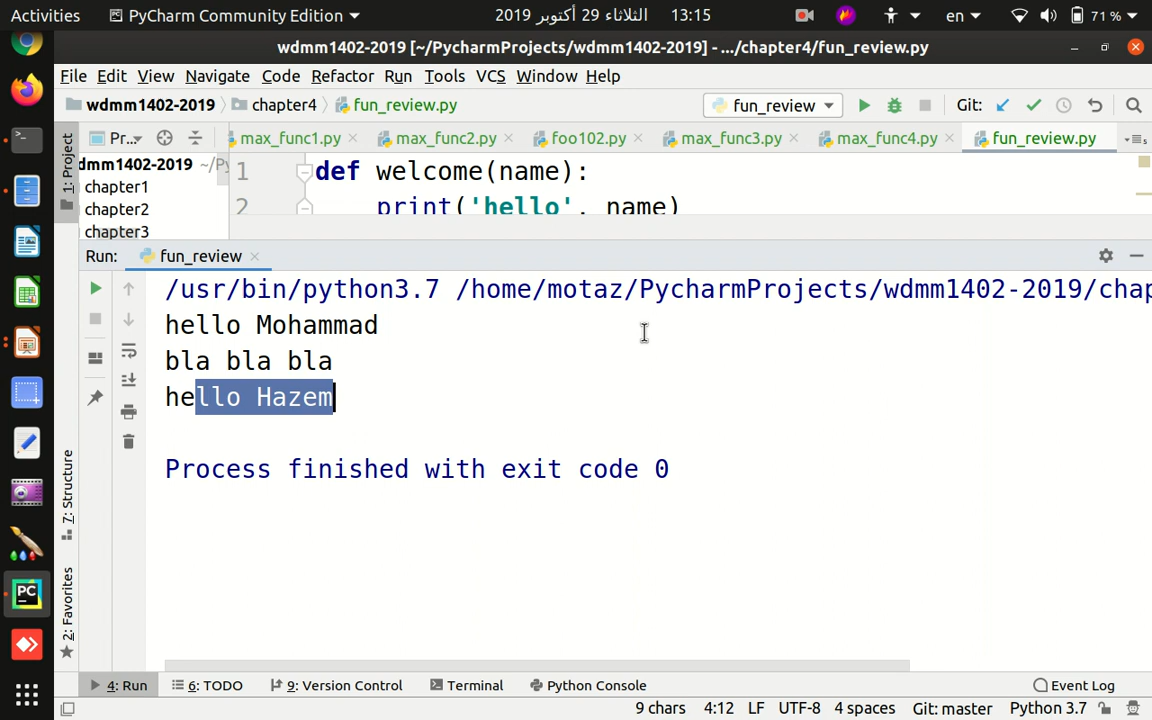 Activities PyCharm Community Edition الثلاثاء 29 أكتوبر 2019 13:15 en 71 %
wdmm1402-2019 [~/PycharmProjects/wdmm1402-2019] - .../chapter4/fun_review.py
File Edit View Navigate Code Refactor Run Tools VCS Window Help
wdmm1402-2019 chapter4 fun_review.py fun_review Git:
1: Project
Pr... max_func1.py max_func2.py foo102.py max_func3.py max_func4.py fun_review.py
dmm1402-2019 ~/Py
chapter1
chapter2
chapter3
1 def welcome(name):
2 print('hello', name)
Run: fun_review
/usr/bin/python3.7 /home/motaz/PycharmProjects/wdmm1402-2019/chap
hello Mohammad
bla bla bla
hello Hazem
Process finished with exit code 0
7: Structure
2: Favorites
PC
4: Run 6: TODO 9: Version Control Terminal Python Console Event Log
9 chars 4:12 LF UTF-8 4 spaces Git: master Python 3.7